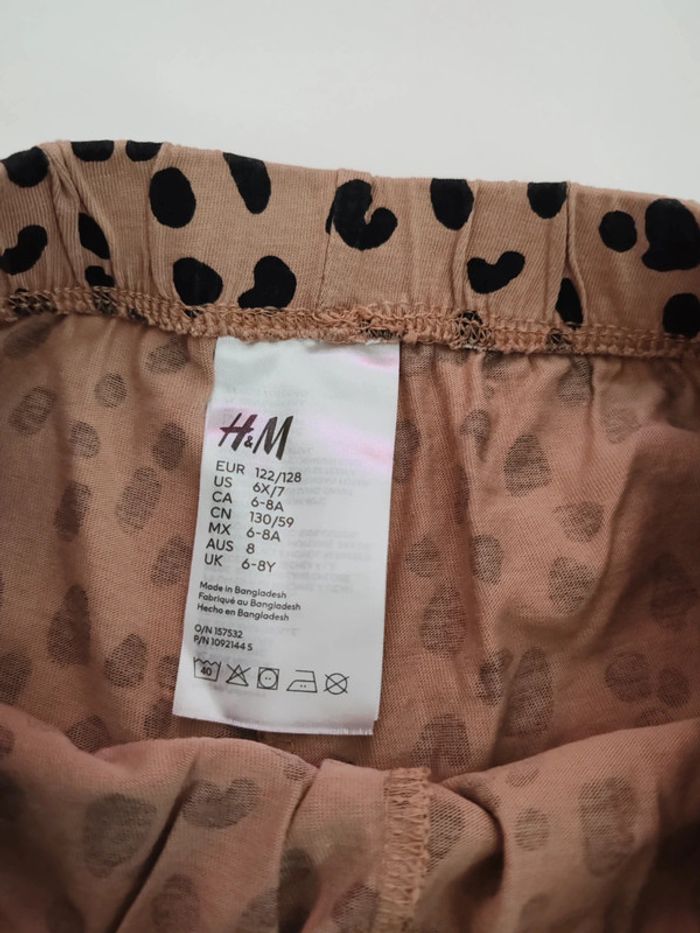 H&M
EUR 122/128
US 6X/7
CA 6-8A
CN 130/59
MX 6-8A
AUS 8
UK 6-8Y
Made in Bangladesh
Fabriqué au Bangladesh
Hecho en Bangladesh
O/N 157532
P/N 1092144 S
40